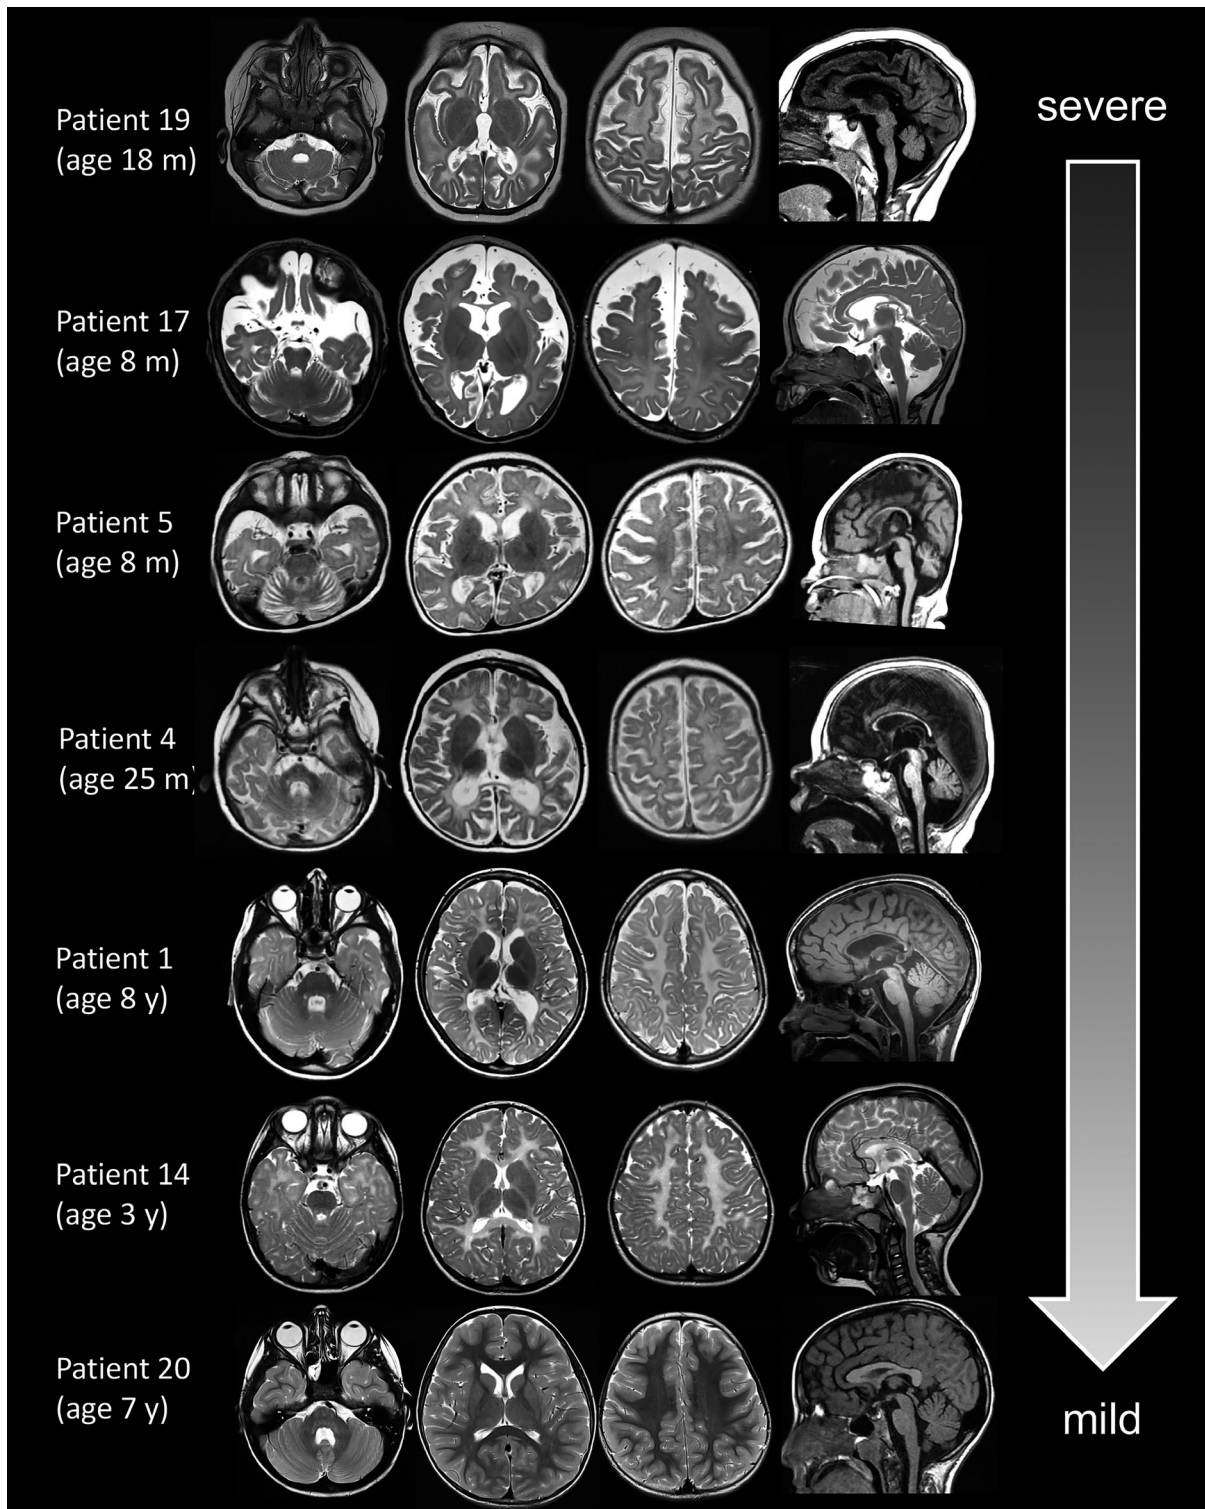 Patient 19
(age 18 m)
severe
Patient 17
(age 8 m)
Patient 5
(age 8 m)
Patient 4
(age 25 m)
Patient 1
(age 8 y)
Patient 14
(age 3 y)
Patient 20
(age 7 y)
mild